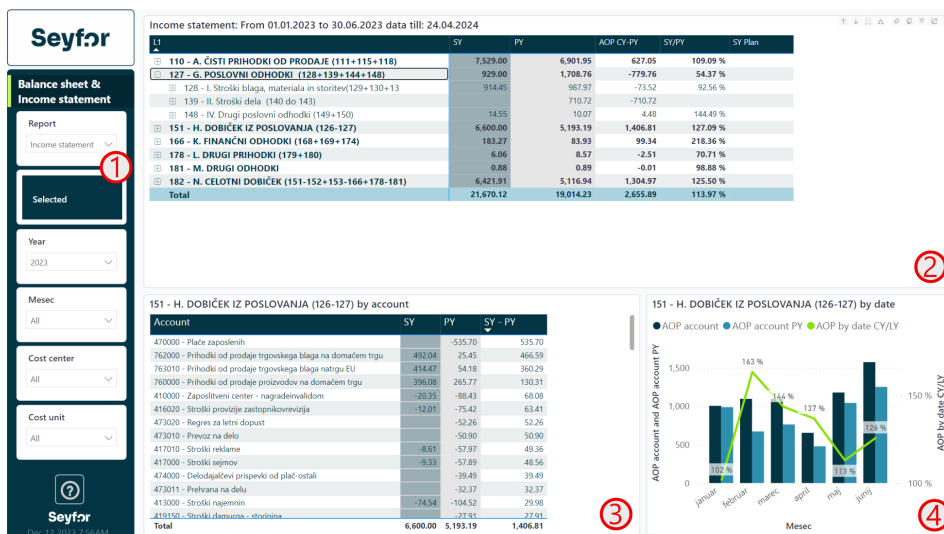 Seyfor
Balance sheet &
Income statement
Report
Income statement
1
Selected
Year
2023
Mesec
All
Cost center
All
Cost unit
All
Seyfor
Dec 13 2023 7:56AM
Income statement: From 01.01.2023 to 30.06.2023 data till: 24.04.2024
L1 SY PY AOP CY-PY SY/PY SY Plan
110 - A. ČISTI PRIHODKI OD PRODAJE (111+115+118) 7,529.00 6,901.95 627.05 109.09 %
127 - G. POSLOVNI ODHODKI (128+139+144+148) 929.00 1,708.76 -779.76 54.37 %
128 - I. Stroški blaga, materiala in storitev(129+130+13 914.45 987.97 -73.52 92.56 %
139 - II. Stroški dela (140 do 143) 710.72 -710.72
148 - IV. Drugi poslovni odhodki (149+150) 14.55 10.07 4.48 144.49 %
151 - H. DOBIČEK IZ POSLOVANJA (126-127) 6,600.00 5,193.19 1,406.81 127.09 %
166 - K. FINANČNI ODHODKI (168+169+174) 183.27 83.93 99.34 218.36 %
178 - L. DRUGI PRIHODKI (179+180) 6.06 8.57 -2.51 70.71 %
181 - M. DRUGI ODHODKI 0.88 0.89 -0.01 98.88 %
182 - N. CELOTNI DOBIČEK (151-152+153-166+178-181) 6,421.91 5,116.94 1,304.97 125.50 %
Total 21,670.12 19,014.23 2,655.89 113.97 %
2
151 - H. DOBIČEK IZ POSLOVANJA (126-127) by account
Account SY PY SY - PY
470000 - Plače zaposlenih -535.70 535.70
762000 - Prihodki od prodaje trgovskega blaga na domačem trgu 492.04 25.45 466.59
763010 - Prihodki od prodaje trgovskega blaga natrgu EU 414.47 54.18 360.29
760000 - Prihodki od prodaje proizvodov na domačem trgu 396.08 265.77 130.31
410000 - Zaposlitveni center - nagradeinvalidom -20.35 -88.43 68.08
416020 - Stroški provizije zastopnikovrevizija -12.01 -75.42 63.41
473020 - Regres za letni dopust -52.26 52.26
473010 - Prevoz na delo -50.90 50.90
417010 - Stroški reklame -8.61 -57.97 49.36
417000 - Stroški sejmov -9.33 -57.89 48.56
474000 - Delodajalčevi prispevki od plač-ostali -39.49 39.49
473011 - Prehrana na delu -32.37 32.37
413000 - Stroški najemnin -74.54 -104.52 29.98
419150 - Stroški damurga - storinina -27.91 27.91
Total 6,600.00 5,193.19 1,406.81
3
151 - H. DOBIČEK IZ POSLOVANJA (126-127) by date
AOP account AOP account PY AOP by date CY/LY
AOP account and AOP account PY
1,500
1,000
500
0
102 %
163 %
144 %
137 %
113 %
126 %
150 %
100 %
AOP by date CY/LY
januar
februar
marec
april
maj
junij
Mesec
4